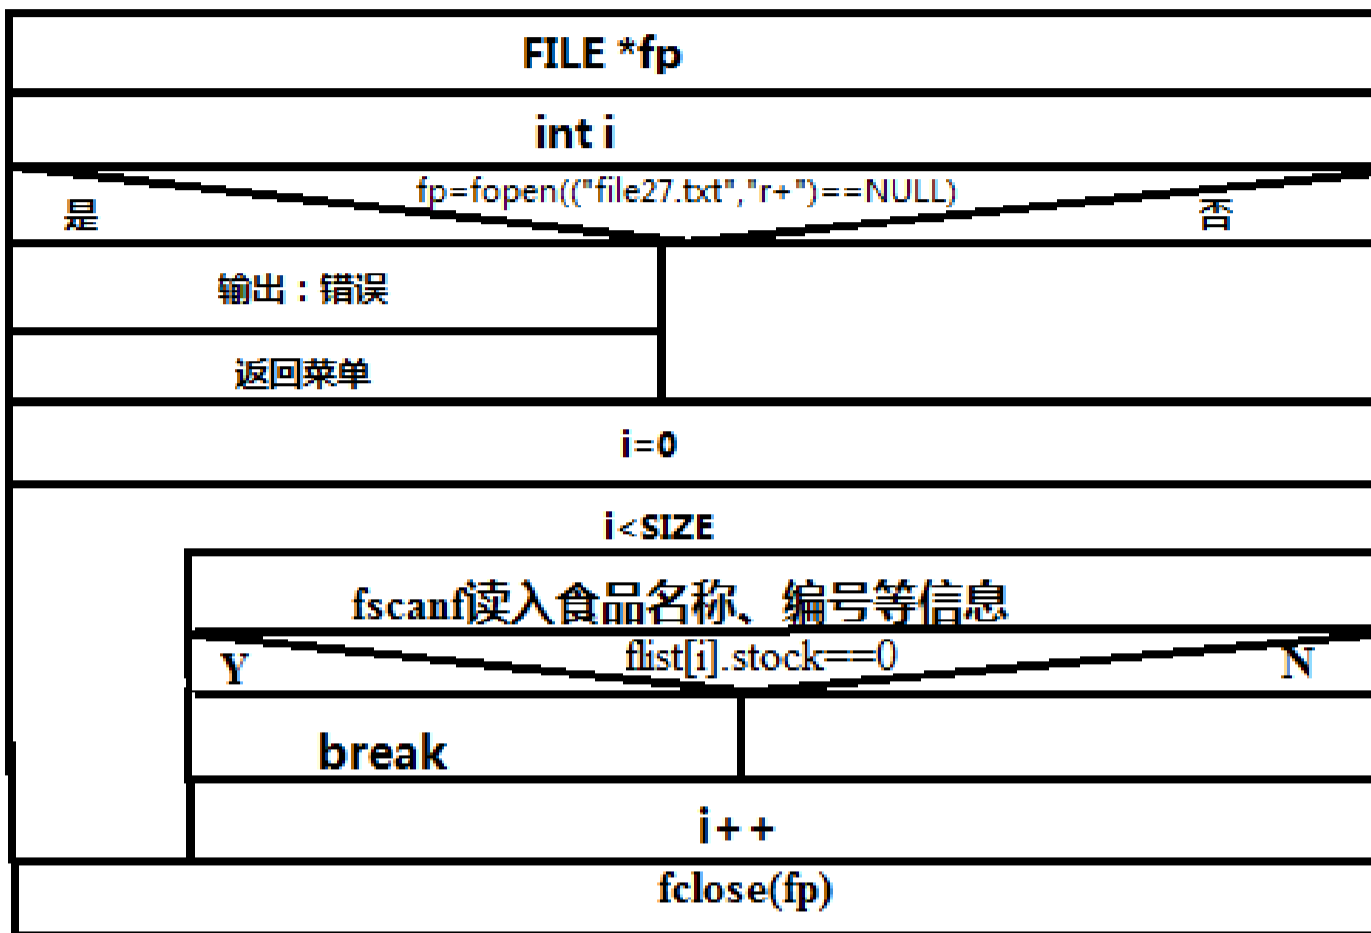 FILE *fp
int i
fp=fopen(("file27.txt","r+")==NULL)
是
否
输出：错误
返回菜单
i=0
i<SIZE
fscanf读入食品名称、编号等信息
flist[i].stock==0
Y
N
break
i++
fclose(fp)